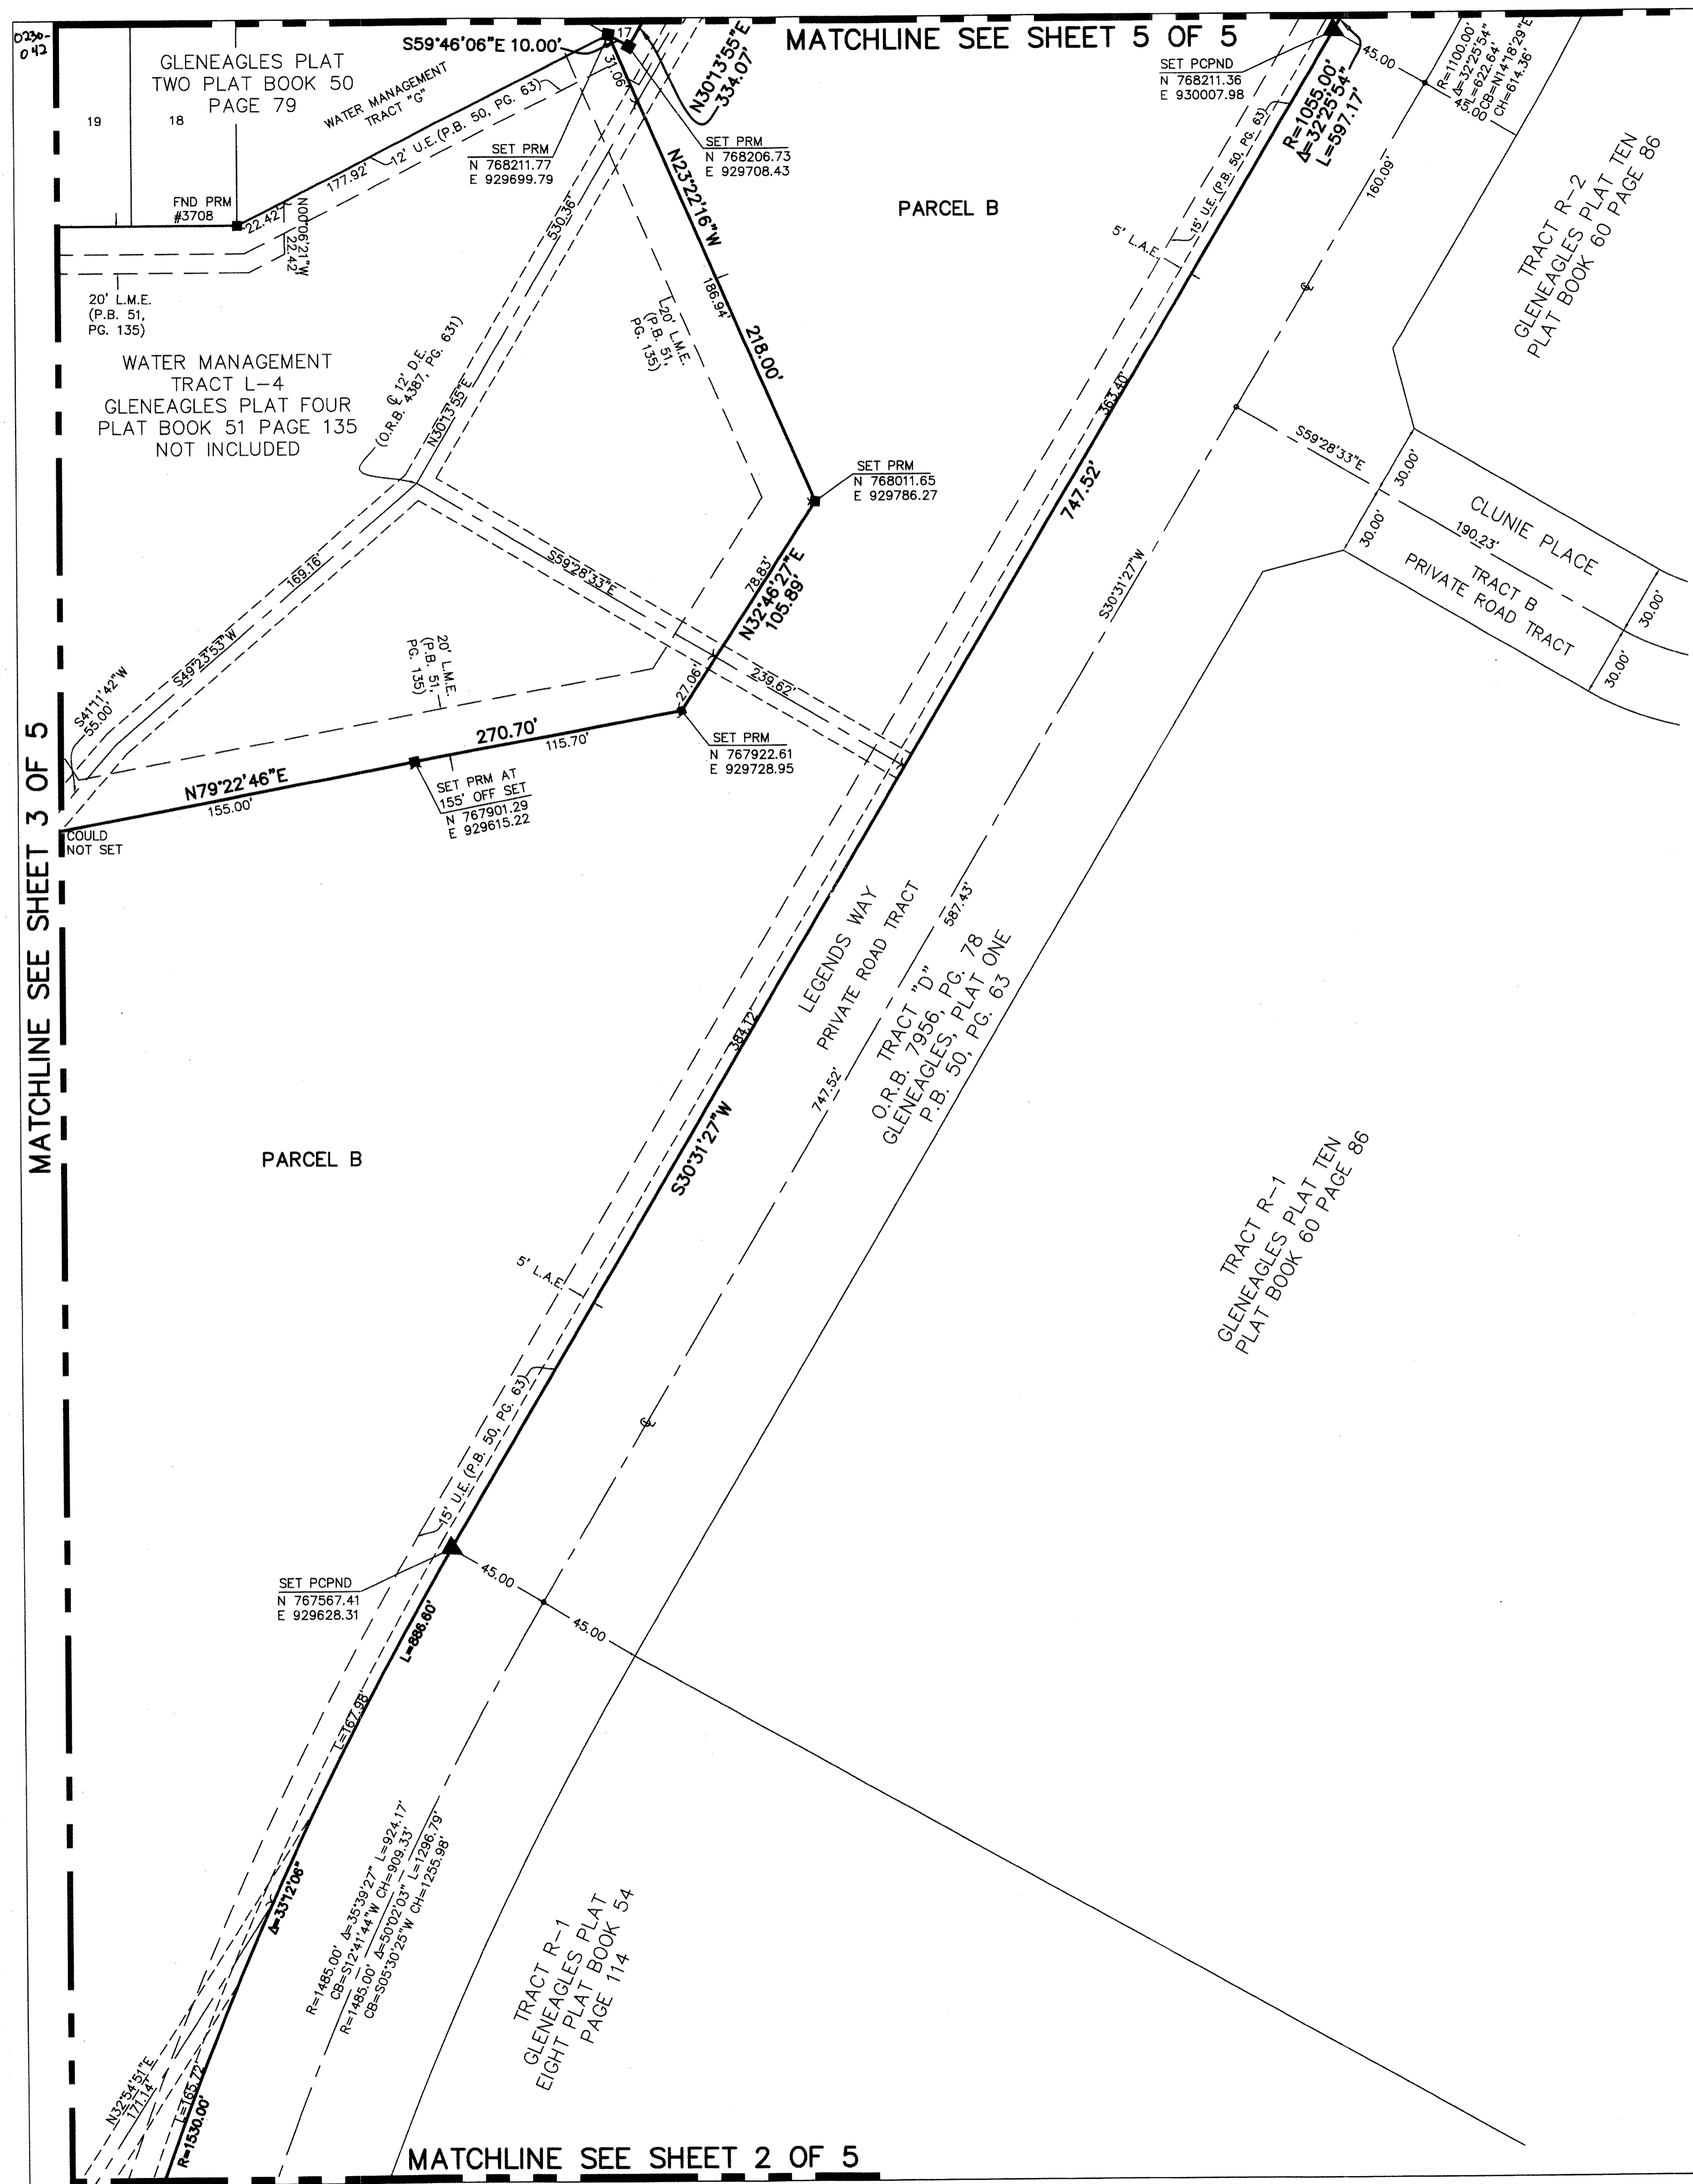 0230-
042
MATCHLINE SEE SHEET 5 OF 5
GLENEAGLES PLAT
TWO PLAT BOOK 50
PAGE 79
19
18
17
WATER MANAGEMENT
TRACT "G"
S59°46'06"E 10.00'
31.06'
N30°13'55"E
334.07'
12' U.E. (P.B. 50, PG. 63)
177.92'
SET PRM
N 768211.77
E 929699.79
SET PRM
N 768206.73
E 929708.43
FND PRM
#3708
22.42'
N00°06'21"W
22.42'
20' L.M.E.
(P.B. 51,
PG. 135)
WATER MANAGEMENT
TRACT L-4
GLENEAGLES PLAT FOUR
PLAT BOOK 51 PAGE 135
NOT INCLUDED
530.36'
N30°13'55"E
℄ 12' D.E.
(O.R.B. 4387, PG. 631)
N23°22'16"W
186.94'
218.00'
20' L.M.E.
(P.B. 51,
PG. 135)
PARCEL B
SET PCPND
N 768211.36
E 930007.98
R=1055.00'
Δ=32°25'54"
L=597.17'
45.00
R=1100.00'
Δ=32°25'54"
L=622.64'
CB=N14°18'29"E
CH=614.36'
45.00
160.09'
15' U.E. (P.B. 50, PG. 63)
5' L.A.E.
TRACT R-2
GLENEAGLES PLAT TEN
PLAT BOOK 60 PAGE 86
363.40'
747.52'
SET PRM
N 768011.65
E 929786.27
S59°28'33"E
30.00'
30.00'
CLUNIE PLACE
190.23'
TRACT B
PRIVATE ROAD TRACT
30.00'
30.00'
S30°31'27"W
S59°28'33"E
78.83'
N32°46'27"E
105.89'
169.16'
S49°23'53"W
S41°11'42"W
55.00'
20' L.M.E.
(P.B. 51,
PG. 135)
27.06'
239.62'
270.70'
115.70'
SET PRM
N 767922.61
E 929728.95
N79°22'46"E
155.00'
SET PRM AT
155' OFF SET
N 767901.29
E 929615.22
COULD
NOT SET
MATCHLINE SEE SHEET 3 OF 5
LEGENDS WAY
PRIVATE ROAD TRACT
587.43'
TRACT "D"
O.R.B. 7956, PG. 78
GLENEAGLES, PLAT ONE
P.B. 50, PG. 63
384.12'
747.52'
S30°31'27"W
PARCEL B
TRACT R-1
GLENEAGLES PLAT TEN
PLAT BOOK 60 PAGE 86
5' L.A.E.
℄
15' U.E. (P.B. 50, PG. 63)
SET PCPND
N 767567.41
E 929628.31
45.00
45.00
L=886.60'
L=167.98'
Δ=33°12'06"
R=1485.00' Δ=35°39'27" L=924.17'
CB=S12°41'44"W CH=909.33'
R=1485.00' Δ=50°02'03" L=1296.79'
CB=S05°30'25"W CH=1255.98'
TRACT R-1
GLENEAGLES PLAT
EIGHT PLAT BOOK 54
PAGE 114
N32°54'51"E
171.14'
L=165.72'
R=1530.00'
MATCHLINE SEE SHEET 2 OF 5